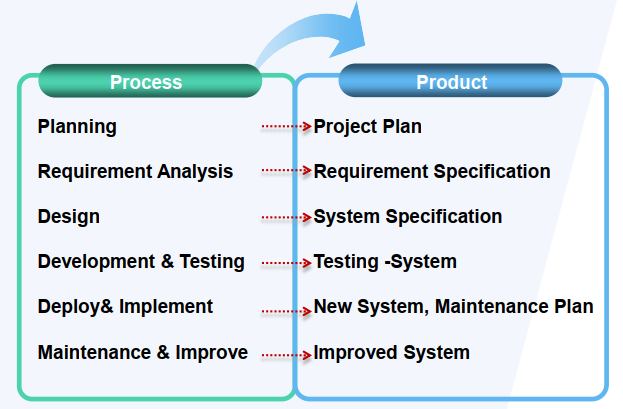 Process
Product
Planning
Project Plan
Requirement Analysis
Requirement Specification
Design
System Specification
Development & Testing
Testing -System
Deploy& Implement
New System, Maintenance Plan
Maintenance & Improve
Improved System